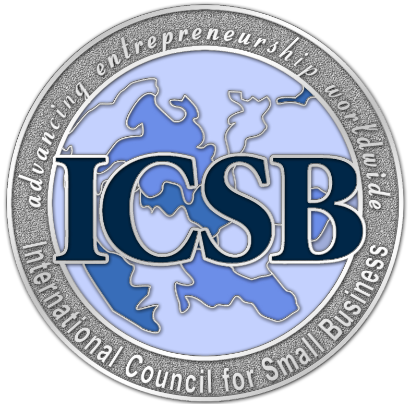 advancing entrepreneurship worldwide
ICSB
International Council for Small Business